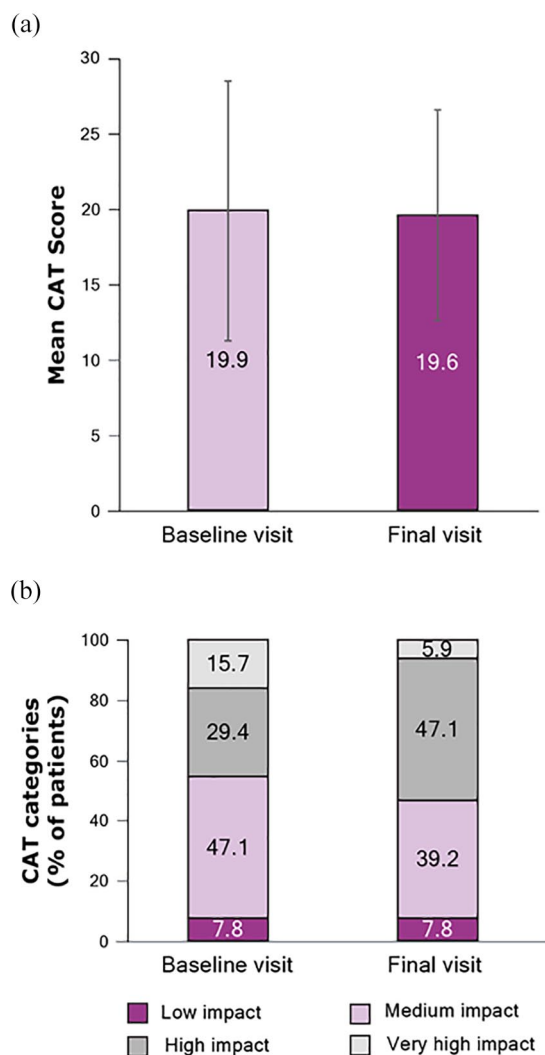 (a)
Mean CAT Score
30
25
20
15
10
5
0
19.9
19.6
Baseline visit
Final visit
(b)
CAT categories
(% of patients)
100
80
60
40
20
0
15.7
29.4
47.1
7.8
5.9
47.1
39.2
7.8
Baseline visit
Final visit
Low impact
Medium impact
High impact
Very high impact